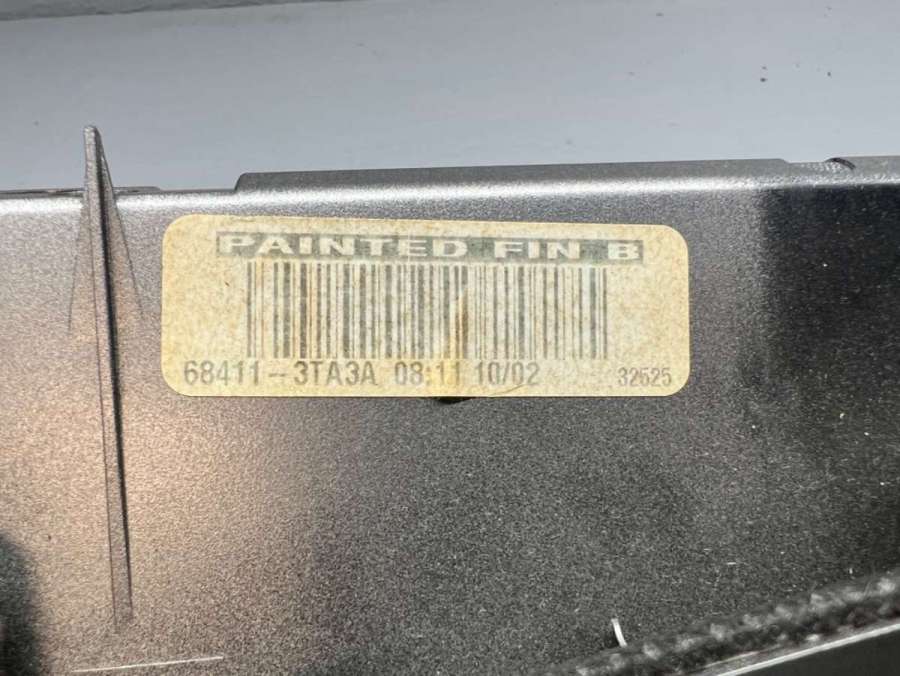 PAINTED FIN B
68411-3TA3A 08:11 10/02 32525